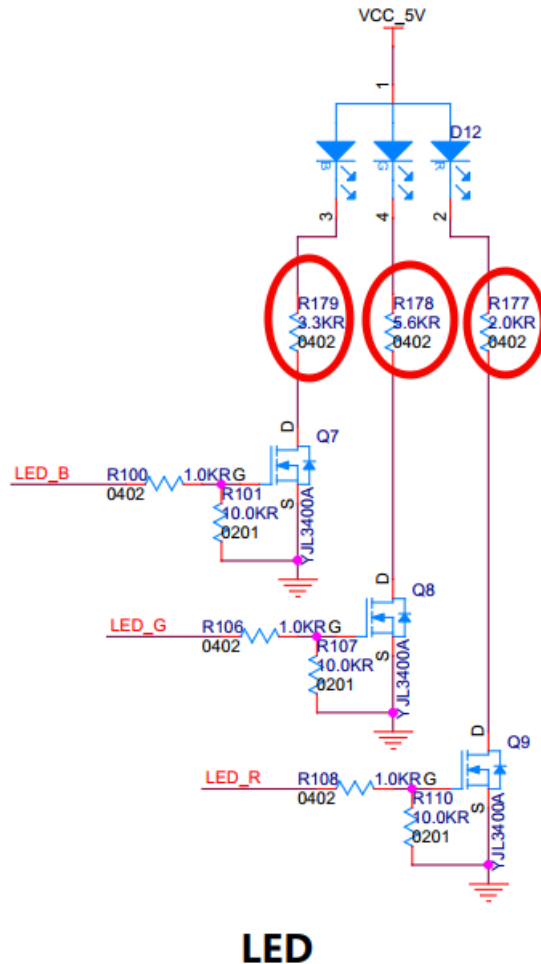 VCC_5V
1
D12
B
G
R
3
4
2
R179
3.3KR
0402
R178
5.6KR
0402
R177
2.0KR
0402
D
Q7
LED_B
R100
1.0KR
G
0402
R101
10.0KR
0201
S
YJL3400A
D
Q8
LED_G
R106
1.0KR
G
0402
R107
10.0KR
0201
S
YJL3400A
D
Q9
LED_R
R108
1.0KR
G
0402
R110
10.0KR
0201
S
YJL3400A
LED